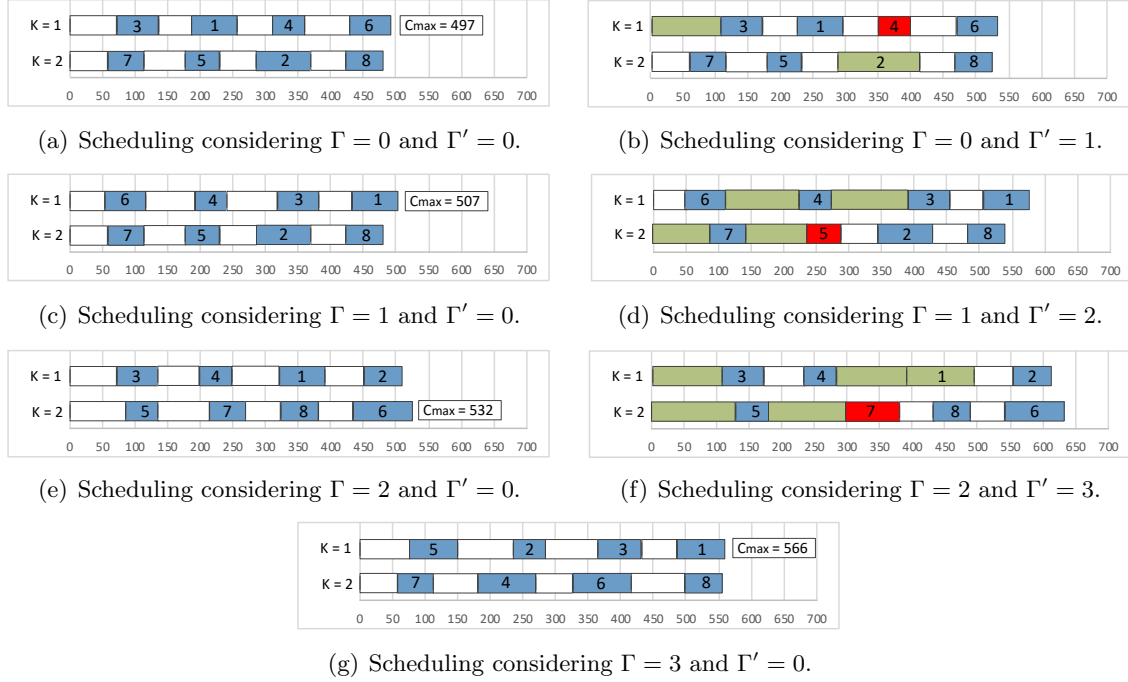 K = 1 3 1 4 6 Cmax = 497
K = 2 7 5 2 8
0 50 100 150 200 250 300 350 400 450 500 550 600 650 700
(a) Scheduling considering Γ = 0 and Γ′ = 0.
K = 1 3 1 4 6
K = 2 7 5 2 8
0 50 100 150 200 250 300 350 400 450 500 550 600 650 700
(b) Scheduling considering Γ = 0 and Γ′ = 1.
K = 1 6 4 3 1 Cmax = 507
K = 2 7 5 2 8
0 50 100 150 200 250 300 350 400 450 500 550 600 650 700
(c) Scheduling considering Γ = 1 and Γ′ = 0.
K = 1 6 4 3 1
K = 2 7 5 2 8
0 50 100 150 200 250 300 350 400 450 500 550 600 650 700
(d) Scheduling considering Γ = 1 and Γ′ = 2.
K = 1 3 4 1 2
K = 2 5 7 8 6 Cmax = 532
0 50 100 150 200 250 300 350 400 450 500 550 600 650 700
(e) Scheduling considering Γ = 2 and Γ′ = 0.
K = 1 3 4 1 2
K = 2 5 7 8 6
0 50 100 150 200 250 300 350 400 450 500 550 600 650 700
(f) Scheduling considering Γ = 2 and Γ′ = 3.
K = 1 5 2 3 1 Cmax = 566
K = 2 7 4 6 8
0 50 100 150 200 250 300 350 400 450 500 550 600 650 700
(g) Scheduling considering Γ = 3 and Γ′ = 0.